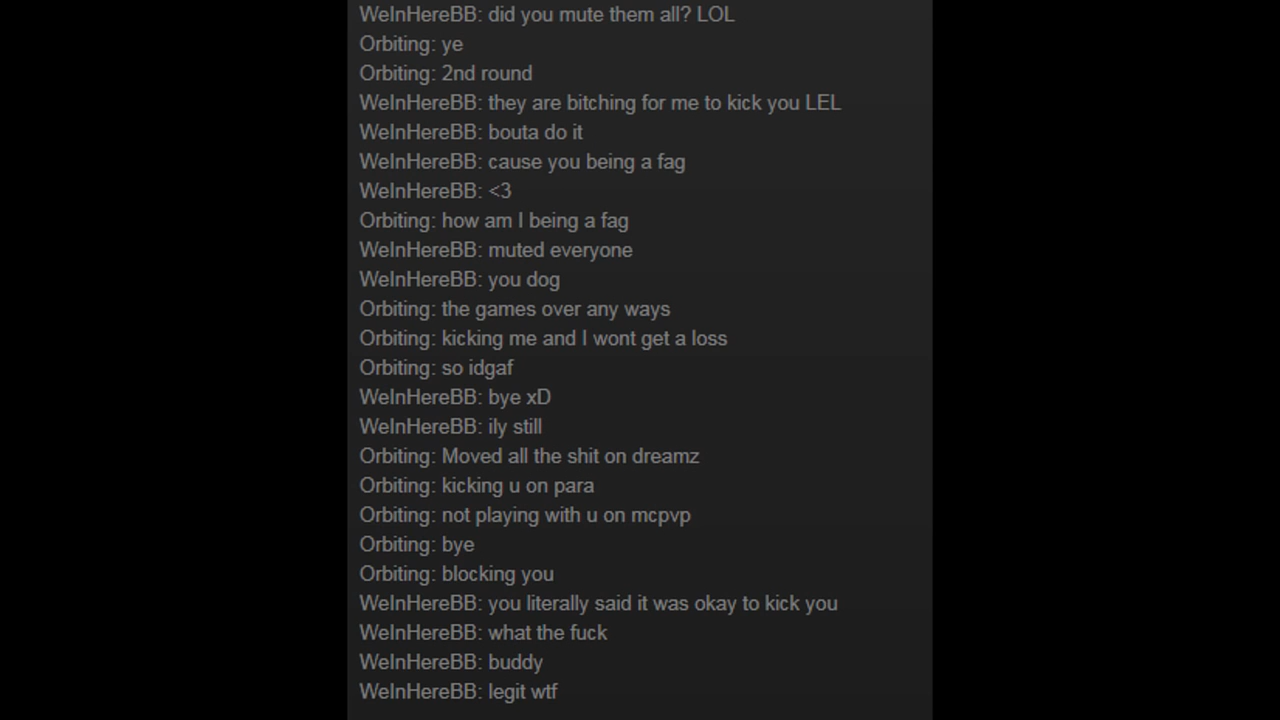 WeInHereBB: did you mute them all? LOL
Orbiting: ye
Orbiting: 2nd round
WeInHereBB: they are bitching for me to kick you LEL
WeInHereBB: bouta do it
WeInHereBB: cause you being a fag
WeInHereBB: <3
Orbiting: how am I being a fag
WeInHereBB: muted everyone
WeInHereBB: you dog
Orbiting: the games over any ways
Orbiting: kicking me and I wont get a loss
Orbiting: so idgaf
WeInHereBB: bye xD
WeInHereBB: ily still
Orbiting: Moved all the shit on dreamz
Orbiting: kicking u on para
Orbiting: not playing with u on mcpvp
Orbiting: bye
Orbiting: blocking you
WeInHereBB: you literally said it was okay to kick you
WeInHereBB: what the fuck
WeInHereBB: buddy
WeInHereBB: legit wtf